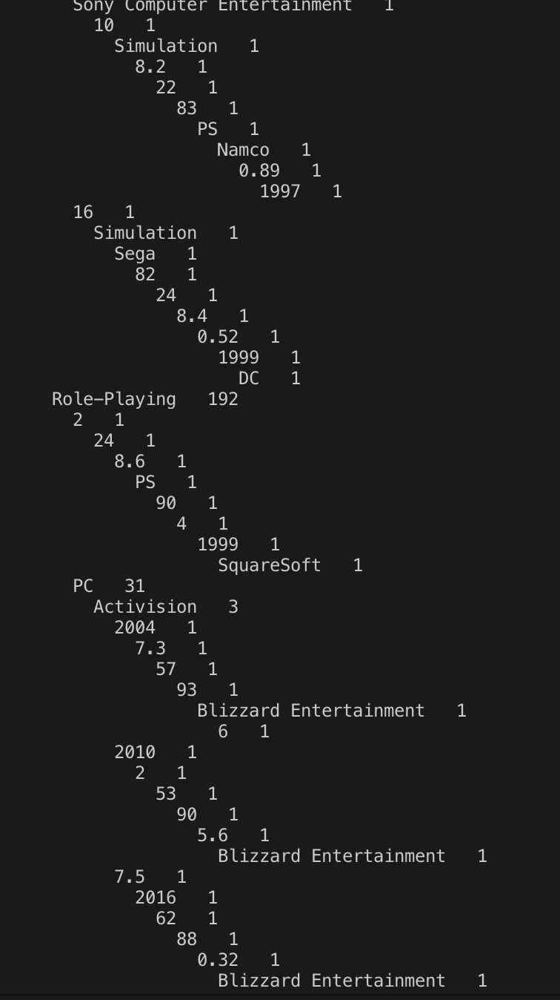 Sony Computer Entertainment   1
10   1
Simulation   1
8.2   1
22   1
83   1
PS   1
Namco   1
0.89   1
1997   1
16   1
Simulation   1
Sega   1
82   1
24   1
8.4   1
0.52   1
1999   1
DC   1
Role-Playing   192
2   1
24   1
8.6   1
PS   1
90   1
4   1
1999   1
SquareSoft   1
PC   31
Activision   3
2004   1
7.3   1
57   1
93   1
Blizzard Entertainment   1
6   1
2010   1
2   1
53   1
90   1
5.6   1
Blizzard Entertainment   1
7.5   1
2016   1
62   1
88   1
0.32   1
Blizzard Entertainment   1